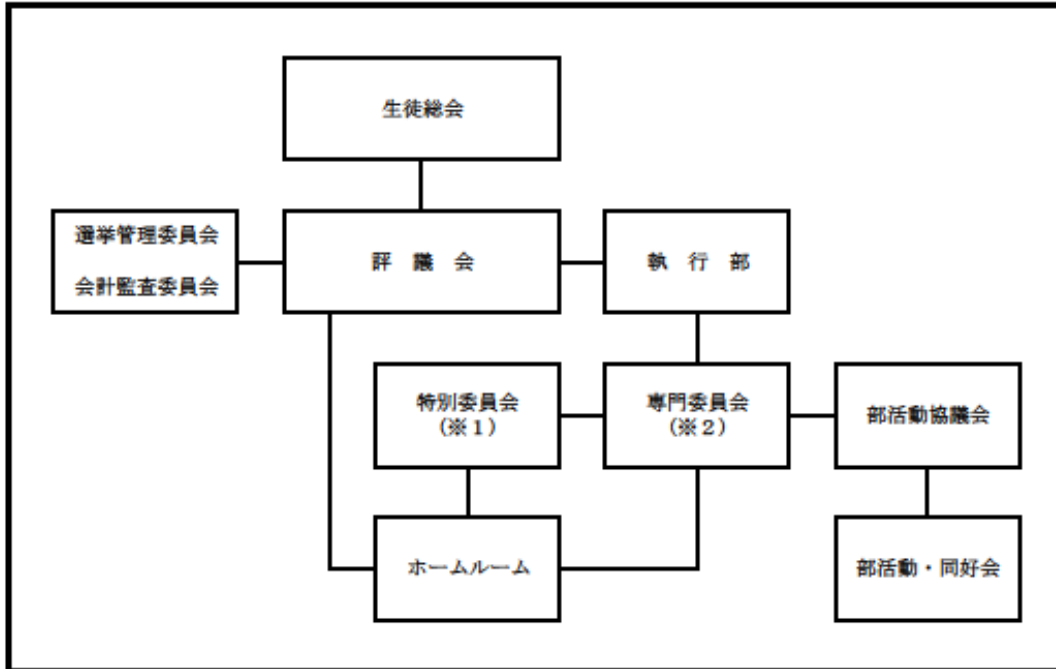 生徒総会
選挙管理委員会
会計監査委員会
評　議　会
執　行　部
特別委員会
(※１)
専門委員会
(※２)
部活動協議会
ホームルーム
部活動・同好会